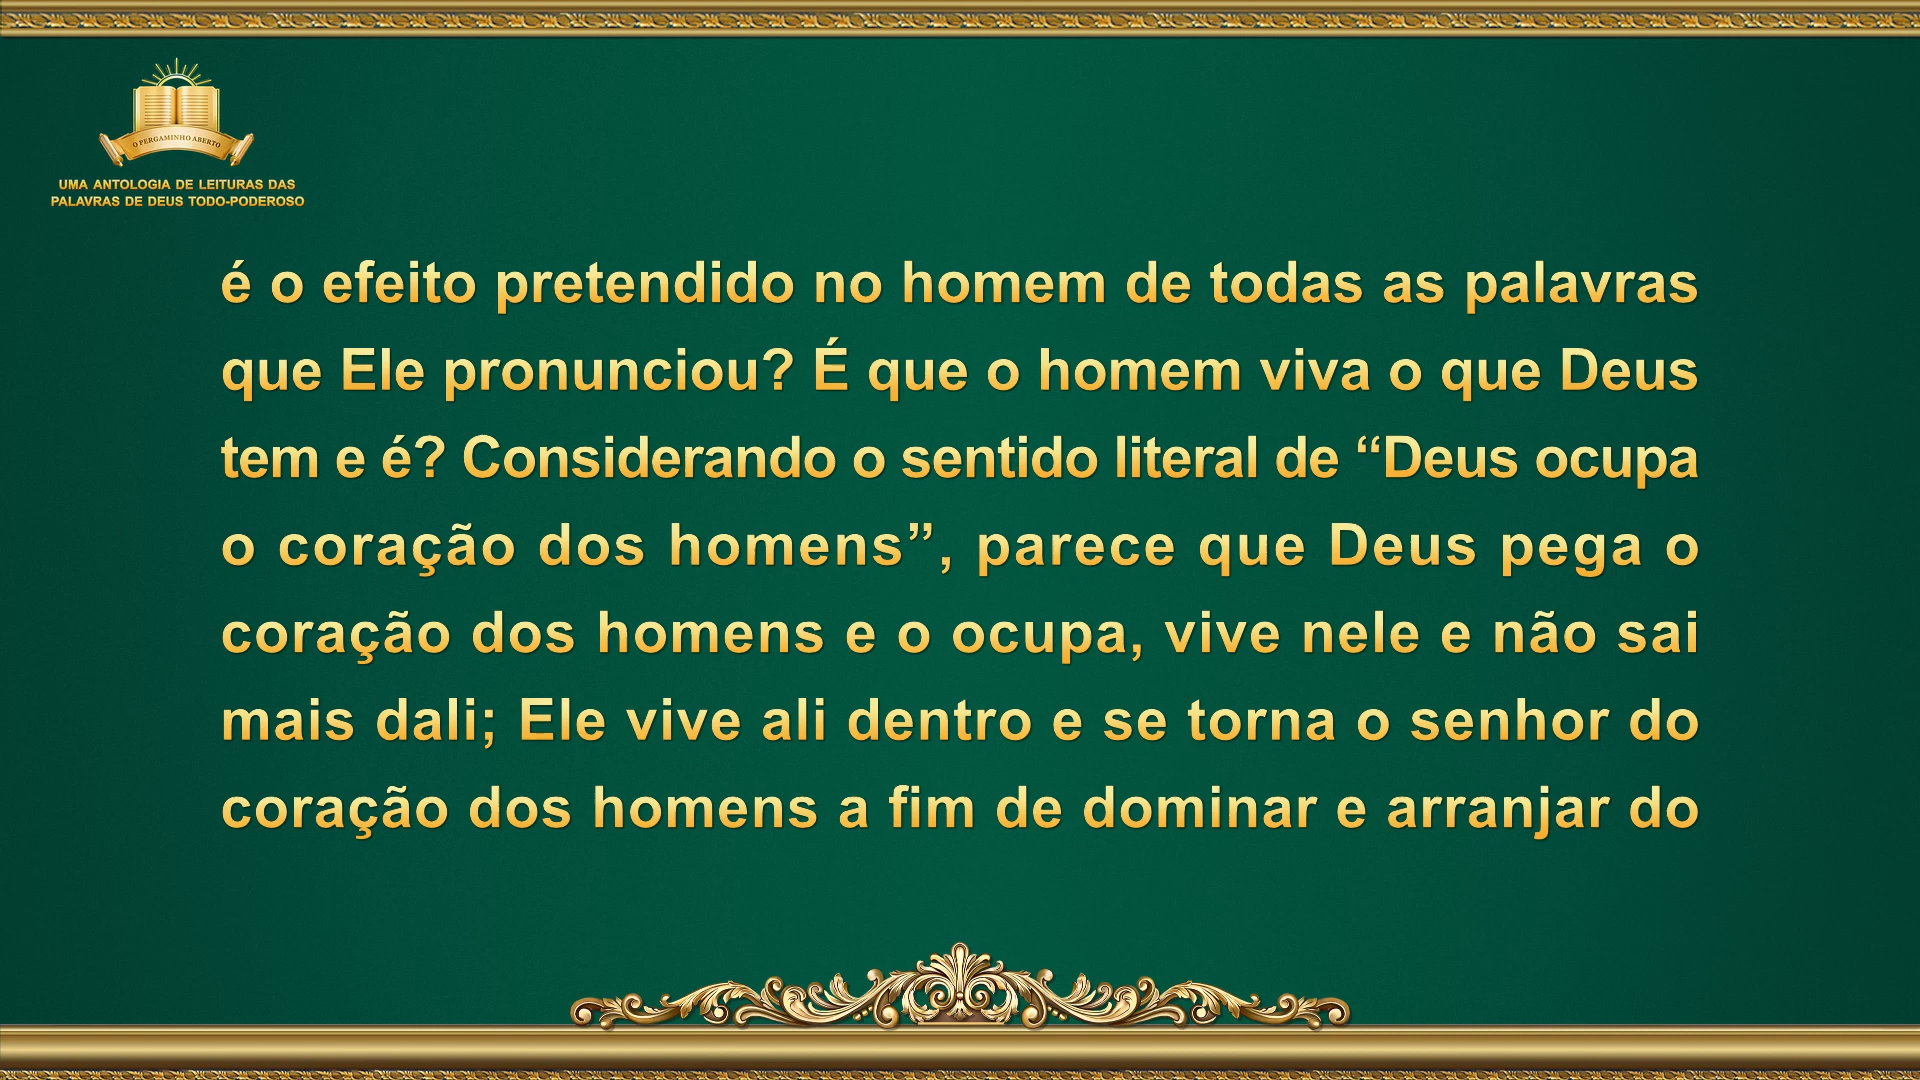 O PERGAMINHO ABERTO
UMA ANTOLOGIA DE LEITURAS DAS
PALAVRAS DE DEUS TODO-PODEROSO
é o efeito pretendido no homem de todas as palavras
que Ele pronunciou? É que o homem viva o que Deus
tem e é? Considerando o sentido literal de “Deus ocupa
o coração dos homens”, parece que Deus pega o
coração dos homens e o ocupa, vive nele e não sai
mais dali; Ele vive ali dentro e se torna o senhor do
coração dos homens a fim de dominar e arranjar do